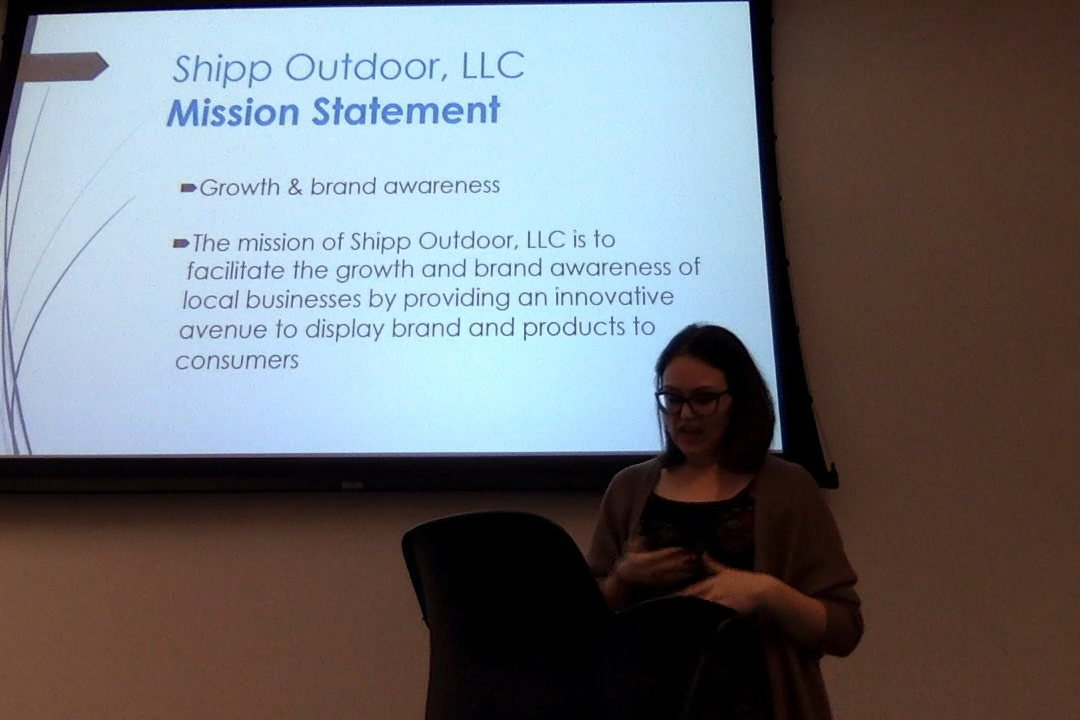 Shipp Outdoor, LLC
Mission Statement
Growth & brand awareness
The mission of Shipp Outdoor, LLC is to
facilitate the growth and brand awareness of
local businesses by providing an innovative
avenue to display brand and products to
consumers